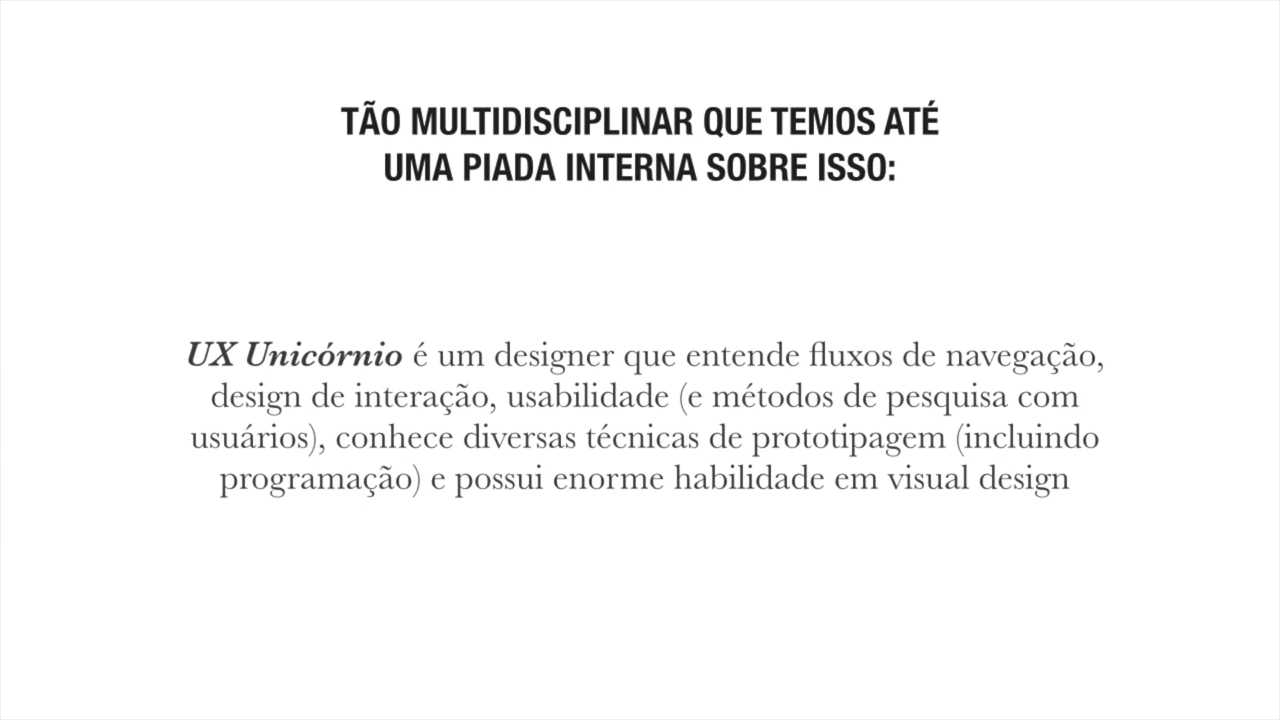 TÃO MULTIDISCIPLINAR QUE TEMOS ATÉ
UMA PIADA INTERNA SOBRE ISSO:
UX Unicórnio é um designer que entende fluxos de navegação,
design de interação, usabilidade (e métodos de pesquisa com
usuários), conhece diversas técnicas de prototipagem (incluindo
programação) e possui enorme habilidade em visual design